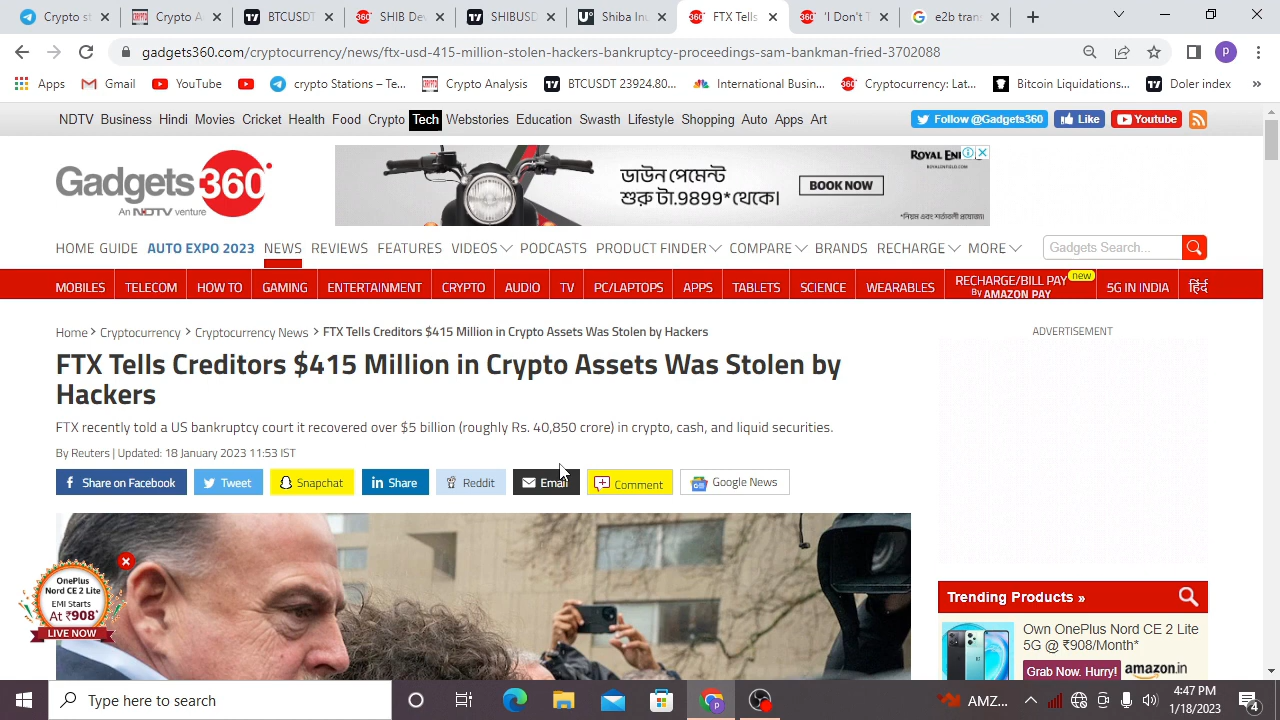 Crypto st
Crypto A
BTCUSDT
SHIB De
SHIBUSD
Shiba In
FTX Tells
'I Don't T
e2b tran
gadgets360.com/cryptocurrency/news/ftx-usd-415-million-stolen-hackers-bankruptcy-proceedings-sam-bankman-fried-3702088
P
Apps Gmail YouTube crypto Stations – Te... Crypto Analysis BTCUSDT 23924.80... International Busin... Cryptocurrency: Lat... Bitcoin Liquidations... Doler index »
NDTV Business Hindi Movies Cricket Health Food Crypto Tech Webstories Education Swasth Lifestyle Shopping Auto Apps Art
Follow @Gadgets360 Like Youtube
Gadgets 360
An NDTV venture
ডাউন পেমেন্ট
শুরু টা.9899*থেকে।
BOOK NOW
ROYAL EN
HOME GUIDE AUTO EXPO 2023 NEWS REVIEWS FEATURES VIDEOS PODCASTS PRODUCT FINDER COMPARE BRANDS RECHARGE MORE
Gadgets Search...
MOBILES TELECOM HOW TO GAMING ENTERTAINMENT CRYPTO AUDIO TV PC/LAPTOPS APPS TABLETS SCIENCE WEARABLES RECHARGE/BILL PAY new 5G IN INDIA हिंदी
By AMAZON PAY
Home › Cryptocurrency › Cryptocurrency News › FTX Tells Creditors $415 Million in Crypto Assets Was Stolen by Hackers
ADVERTISEMENT
FTX Tells Creditors $415 Million in Crypto Assets Was Stolen by
Hackers
FTX recently told a US bankruptcy court it recovered over $5 billion (roughly Rs. 40,850 crore) in crypto, cash, and liquid securities.
By Reuters | Updated: 18 January 2023 11:53 IST
Share on Facebook Tweet Snapchat in Share Reddit Email Comment Google News
OnePlus
Nord CE 2 Lite
EMI Starts
At ₹908*
LIVE NOW
Trending Products »
Own OnePlus Nord CE 2 Lite
5G @ ₹908/Month*
Grab Now. Hurry! amazon.in
Type here to search
AMZ...
4:47 PM
1/18/2023
4